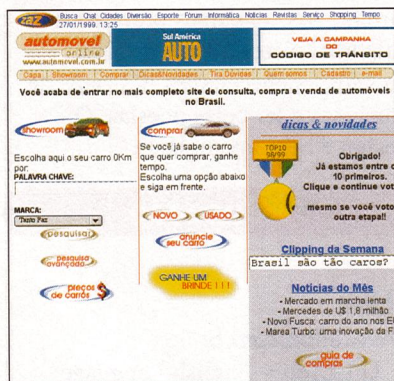 zaz
Busca Chat Cidades Diversão Esporte Forum Informática Notícias Revistas Serviço Shopping Tempo
27/01/1999, 13:25
automovel
online
www.automovel.com.br
Sul América
AUTO
VEJA A CAMPANHA
DO
CÓDIGO DE TRÂNSITO
Capa | Showroom | Comprar | Dicas&Novidades | Tira Dúvidas | Quem somos | Cadastro | e-mail
Você acaba de entrar no mais completo site de consulta, compra e venda de automóveis
no Brasil.
showroom
Escolha aqui o seu carro 0Km
por:
PALAVRA CHAVE:
MARCA:
Tanto Faz
pesquisar
pesquisa
avançado
preços
de carros
comprar
Se você já sabe o carro
que quer comprar, ganhe
tempo.
Escolha uma opção abaixo
e siga em frente.
NOVO USADO
anuncie
seu carro
GANHE UM
BRINDE !!!
dicas & novidades
TOP10
98/99
Obrigado!
Já estamos entre o
10 primeiros.
Clique e continue vot
mesmo se você voto
outra etapa!!
Clipping da Semana
Brasil são tão caros?
Noticias do Mês
- Mercado em marcha lenta
- Mercedes de U$ 1,8 milhão
- Novo Fusca: carro do ano nos E
- Marea Turbo: uma inovação da F
guia de
compras